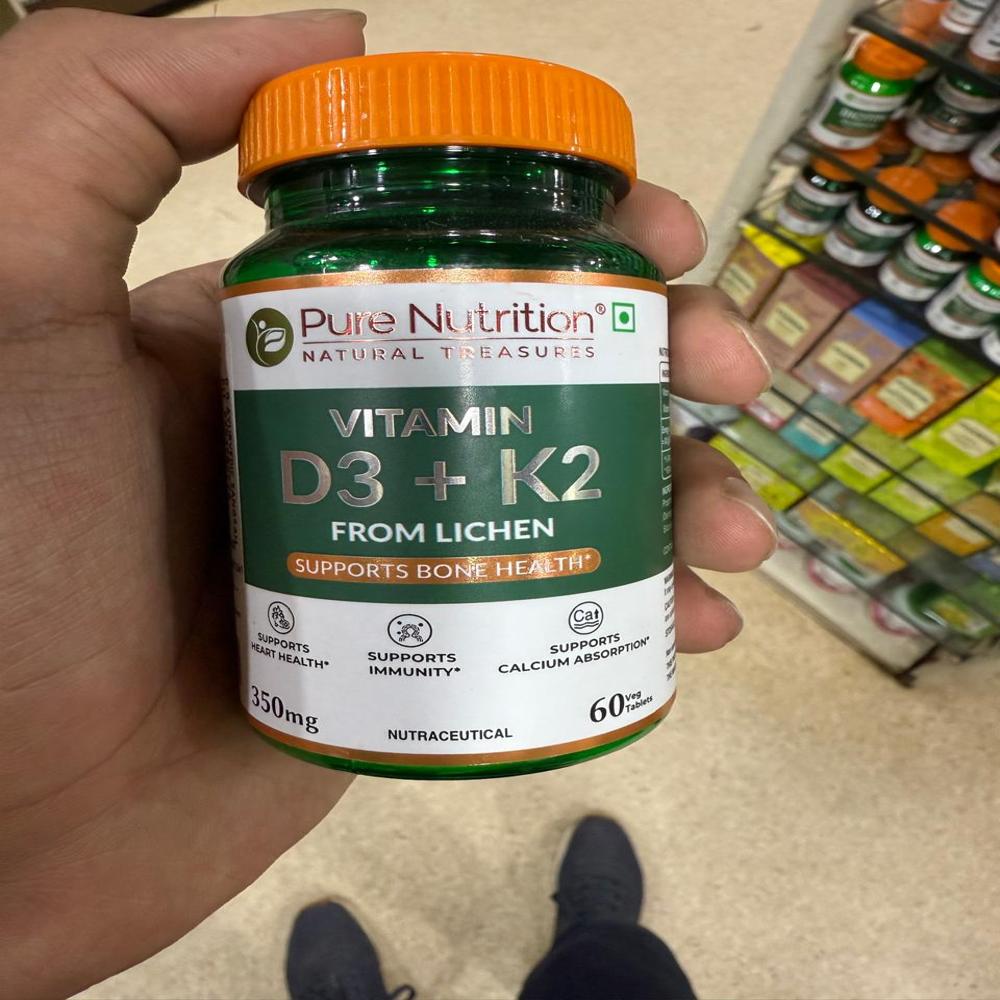 Pure Nutrition®
NATURAL TREASURES
VITAMIN
D3 + K2
FROM LICHEN
SUPPORTS BONE HEALTH*
SUPPORTS
HEART HEALTH*
SUPPORTS
IMMUNITY*
Ca↑
SUPPORTS
CALCIUM ABSORPTION*
350mg
NUTRACEUTICAL
60 Veg
Tablets